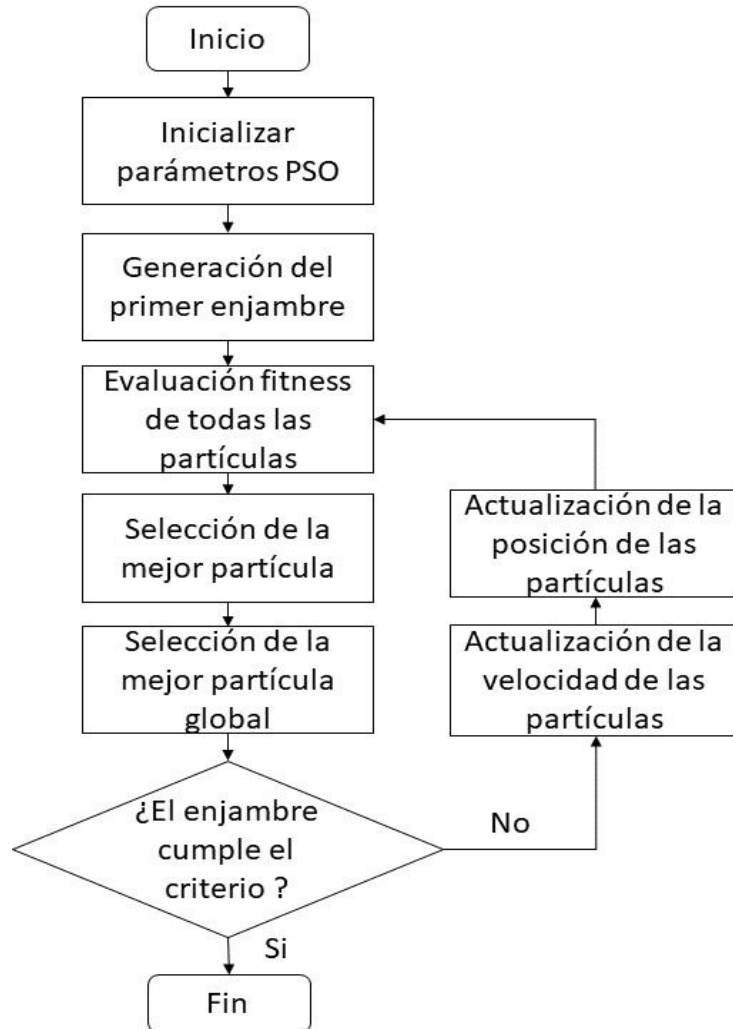 Inicio
Inicializar
parámetros PSO
Generación del
primer enjambre
Evaluación fitness
de todas las
partículas
Selección de la
mejor partícula
Selección de la
mejor partícula
global
¿El enjambre
cumple el
criterio ?
No
Actualización de la
velocidad de las
partículas
Actualización de la
posición de las
partículas
Si
Fin